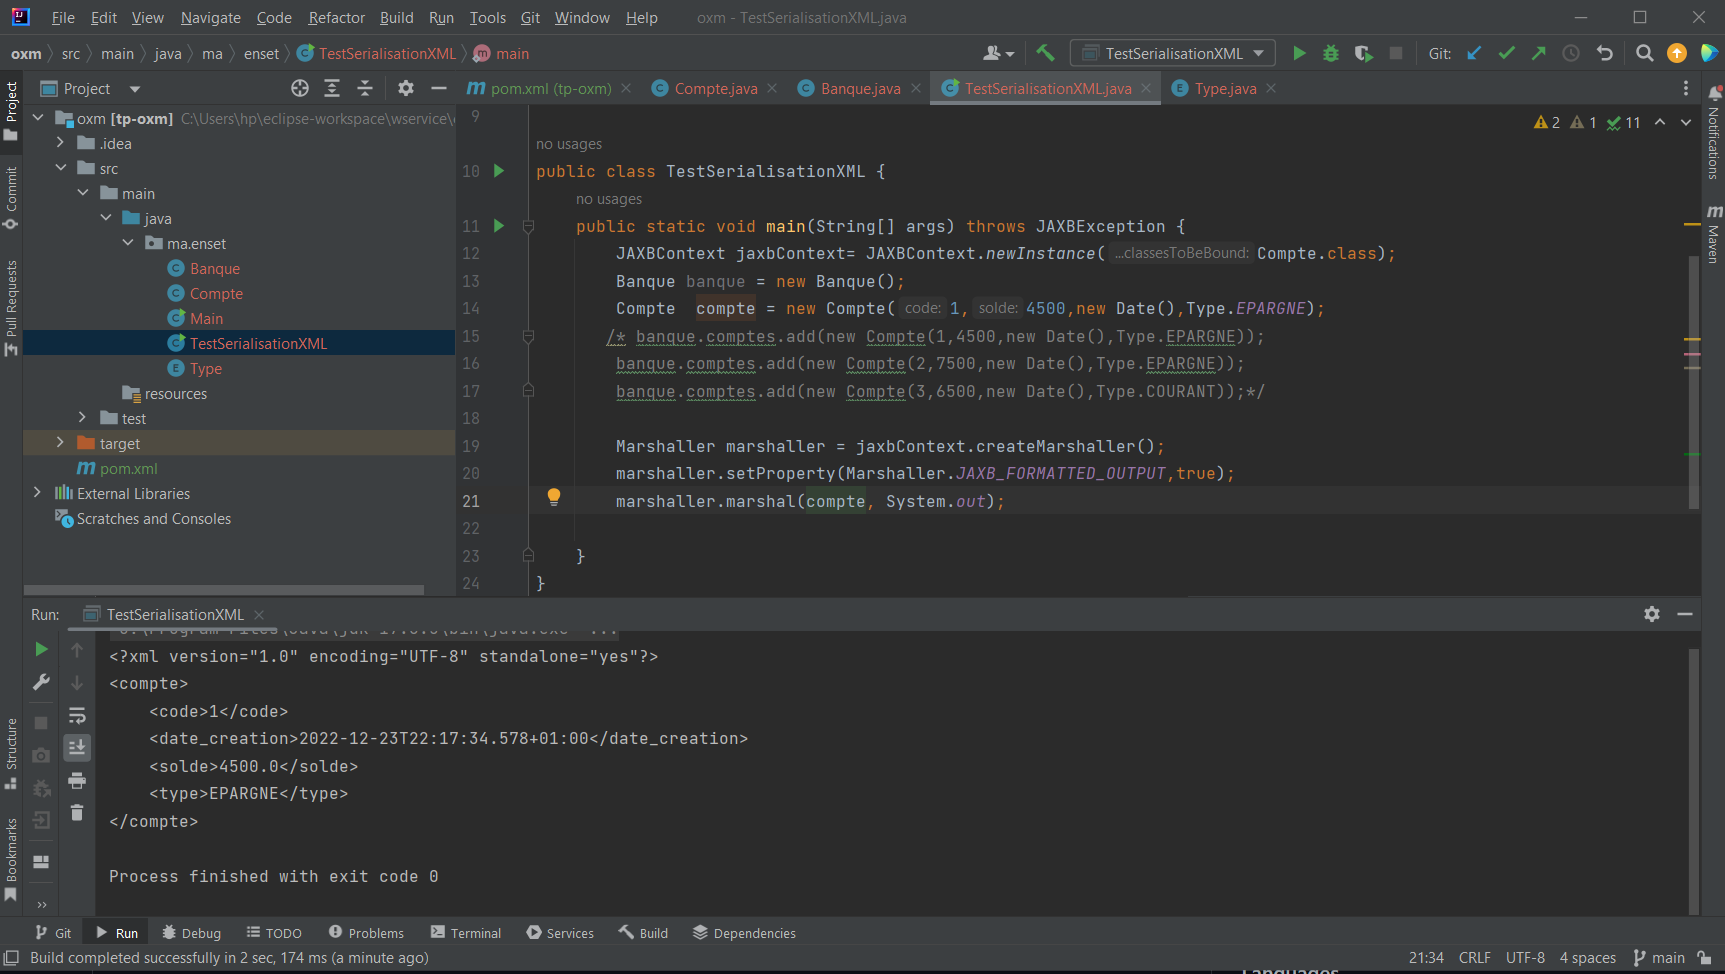 File Edit View Navigate Code Refactor Build Run Tools Git Window Help oxm - TestSerialisationXML.java
oxm src main java ma enset TestSerialisationXML main TestSerialisationXML Git:
Project pom.xml (tp-oxm) Compte.java Banque.java TestSerialisationXML.java Type.java
oxm [tp-oxm] C:\Users\hp\eclipse-workspace\wservice\
.idea
src
main
java
ma.enset
Banque
Compte
Main
TestSerialisationXML
Type
resources
test
target
pom.xml
External Libraries
Scratches and Consoles
Project
Commit
Pull Requests
Structure
Bookmarks
Notifications
Maven
2 1 11
9
no usages
10 public class TestSerialisationXML {
no usages
11 public static void main(String[] args) throws JAXBException {
12 JAXBContext jaxbContext= JAXBContext.newInstance( ...classesToBeBound: Compte.class);
13 Banque banque = new Banque();
14 Compte compte = new Compte( code: 1, solde: 4500,new Date(),Type.EPARGNE);
15 /* banque.comptes.add(new Compte(1,4500,new Date(),Type.EPARGNE));
16 banque.comptes.add(new Compte(2,7500,new Date(),Type.EPARGNE));
17 banque.comptes.add(new Compte(3,6500,new Date(),Type.COURANT));*/
18
19 Marshaller marshaller = jaxbContext.createMarshaller();
20 marshaller.setProperty(Marshaller.JAXB_FORMATTED_OUTPUT,true);
21 marshaller.marshal(compte, System.out);
22
23 }
24 }
Run: TestSerialisationXML
<?xml version="1.0" encoding="UTF-8" standalone="yes"?>
<compte>
<code>1</code>
<date_creation>2022-12-23T22:17:34.578+01:00</date_creation>
<solde>4500.0</solde>
<type>EPARGNE</type>
</compte>
Process finished with exit code 0
Git Run Debug TODO Problems Terminal Services Build Dependencies
Build completed successfully in 2 sec, 174 ms (a minute ago) 21:34 CRLF UTF-8 4 spaces main